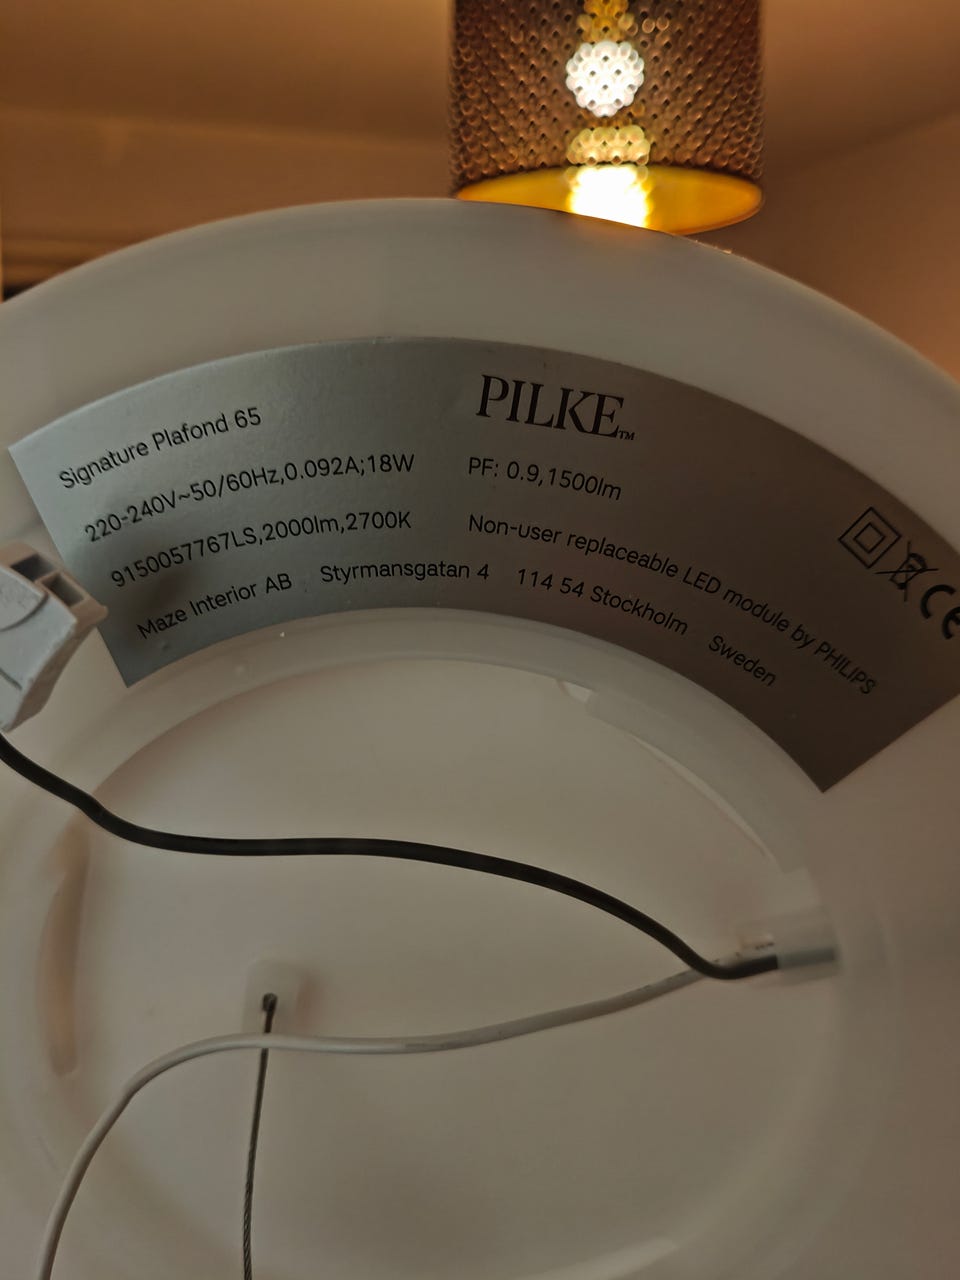 PILKE™
Signature Plafond 65
220-240V~50/60Hz,0.092A;18W PF: 0.9,1500lm
9150057767LS,2000lm,2700K Non-user replaceable LED module by PHILIPS
Maze Interior AB Styrmansgatan 4 114 54 Stockholm Sweden
CE